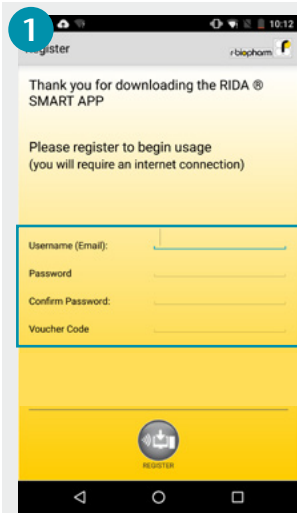 1
10:12
Register
r-biopharm
Thank you for downloading the RIDA ®
SMART APP
Please register to begin usage
(you will require an internet connection)
Username (Email):
Password
Confirm Password:
Voucher Code
REGISTER